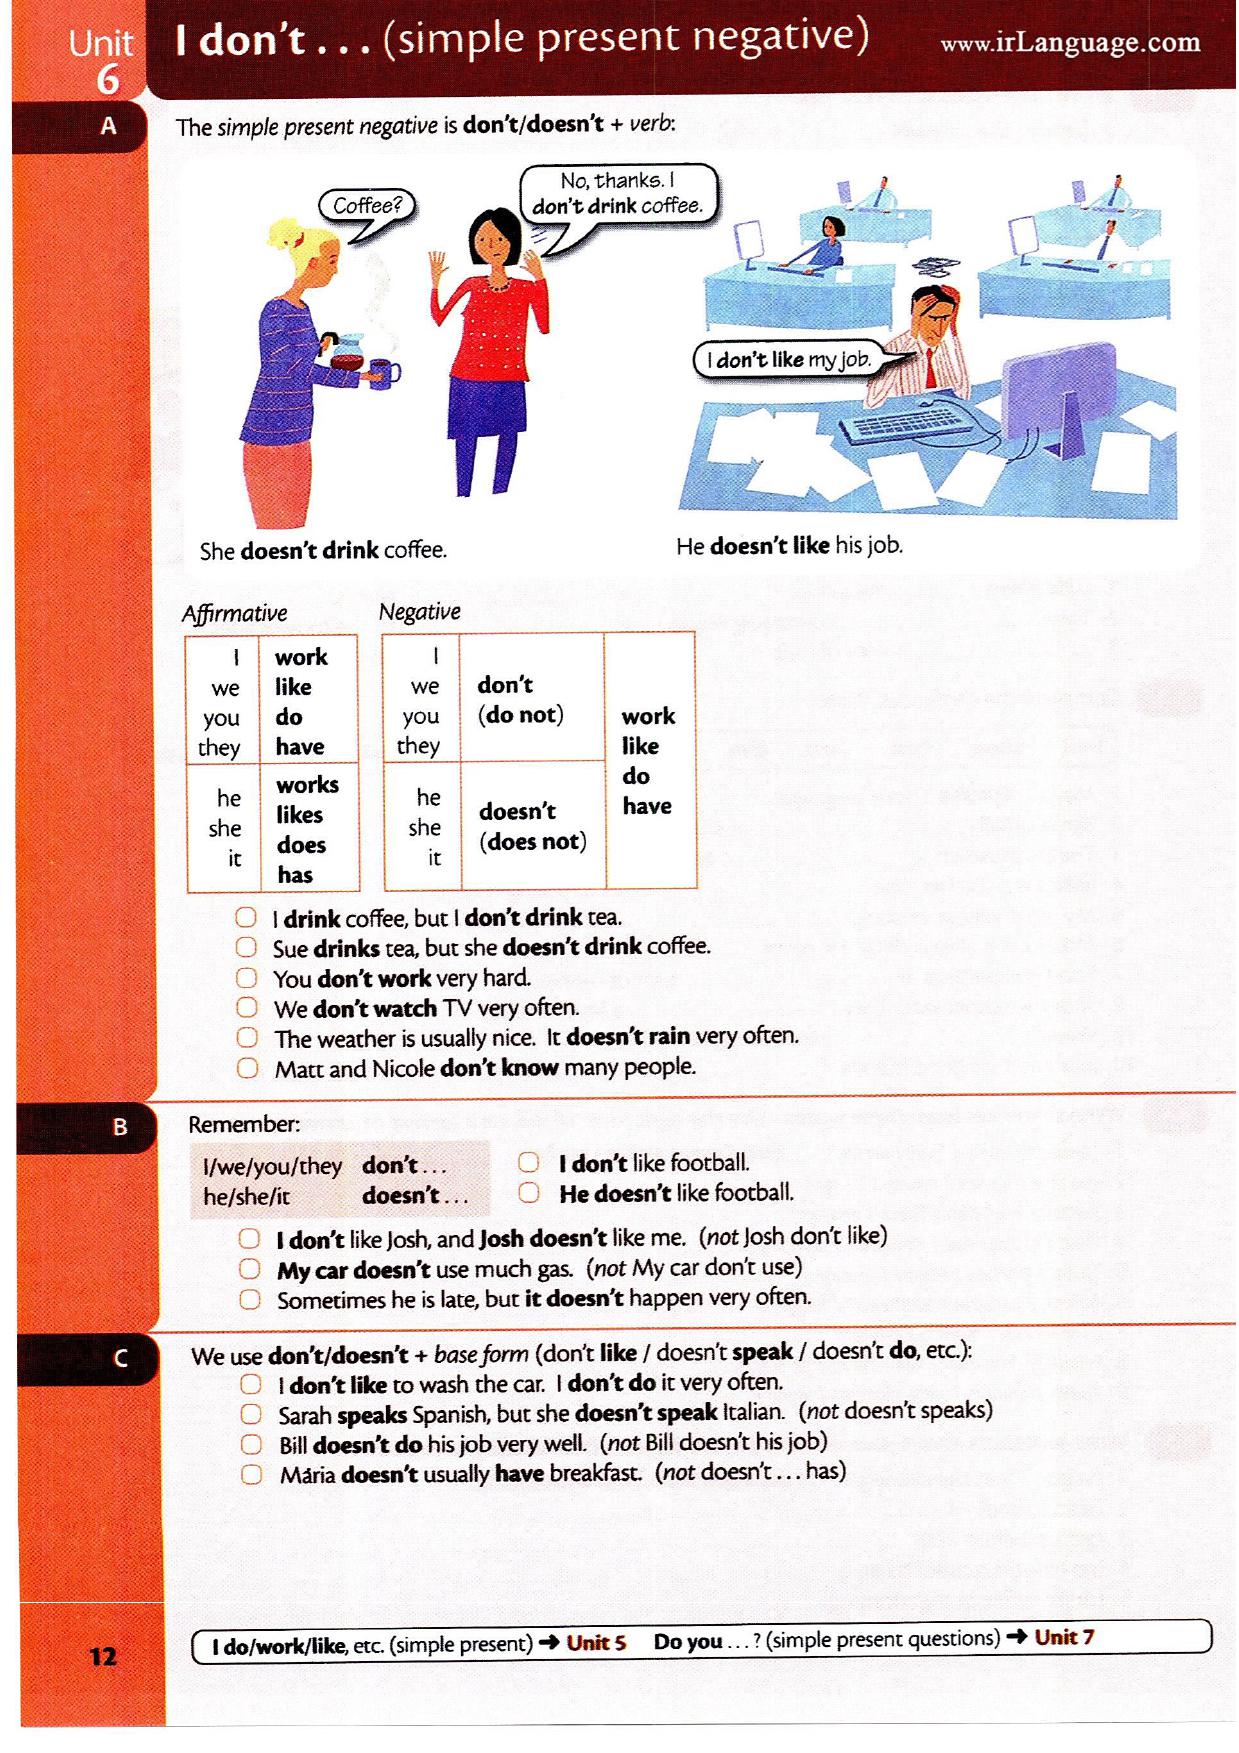 Unit
6
I don't . . . (simple present negative)
www.irLanguage.com
A
The simple present negative is don't/doesn't + verb:
Coffee?
No, thanks. I
don't drink coffee.
I don't like my job.
She doesn't drink coffee.
He doesn't like his job.
Affirmative
Negative
I
we
you
they
work
like
do
have
he
she
it
works
likes
does
has
I
we
you
they
don't
(do not)
he
she
it
doesn't
(does not)
work
like
do
have
I drink coffee, but I don't drink tea.
Sue drinks tea, but she doesn't drink coffee.
You don't work very hard.
We don't watch TV very often.
The weather is usually nice. It doesn't rain very often.
Matt and Nicole don't know many people.
B
Remember:
I/we/you/they don't . . .
he/she/it doesn't . . .
I don't like football.
He doesn't like football.
I don't like Josh, and Josh doesn't like me. (not Josh don't like)
My car doesn't use much gas. (not My car don't use)
Sometimes he is late, but it doesn't happen very often.
C
We use don't/doesn't + base form (don't like / doesn't speak / doesn't do, etc.):
I don't like to wash the car. I don't do it very often.
Sarah speaks Spanish, but she doesn't speak Italian. (not doesn't speaks)
Bill doesn't do his job very well. (not Bill doesn't his job)
Mária doesn't usually have breakfast. (not doesn't . . . has)
12
I do/work/like, etc. (simple present) → Unit 5 Do you . . . ? (simple present questions) → Unit 7